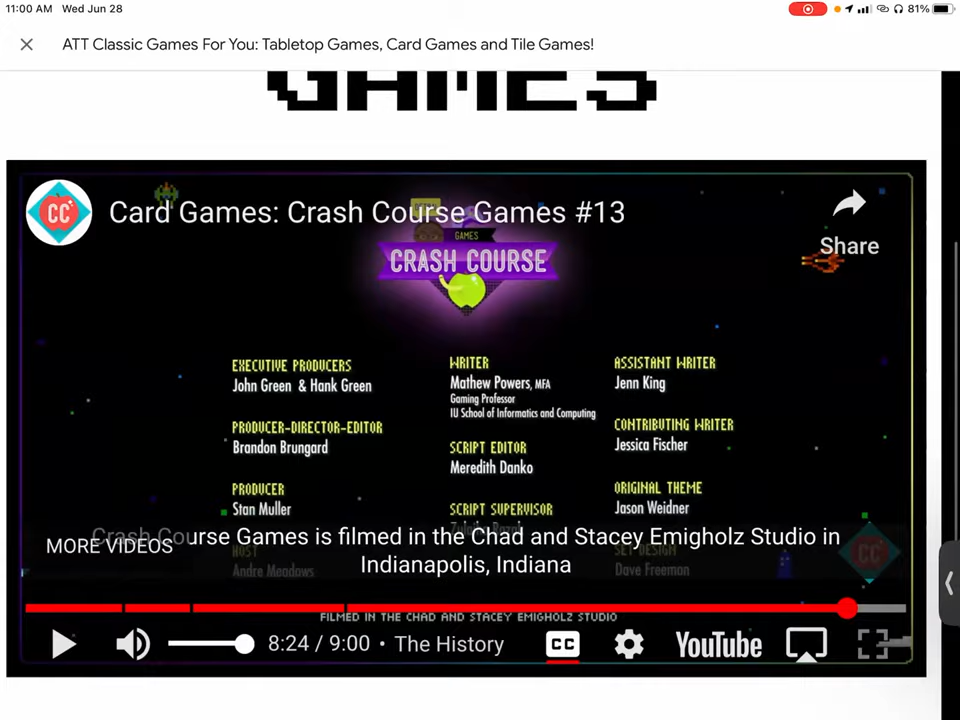 11:00 AM Wed Jun 28
81%
ATT Classic Games For You: Tabletop Games, Card Games and Tile Games!
GAMES
CC
Card Games: Crash Course Games #13
Share
GAMES
CRASH COURSE
EXECUTIVE PRODUCERS
John Green & Hank Green
PRODUCER-DIRECTOR-EDITOR
Brandon Brungard
PRODUCER
Stan Muller
HOST
Andre Meadows
WRITER
Mathew Powers, MFA
Gaming Professor
IU School of Informatics and Computing
SCRIPT EDITOR
Meredith Danko
SCRIPT SUPERVISOR
ASSISTANT WRITER
Jenn King
CONTRIBUTING WRITER
Jessica Fischer
ORIGINAL THEME
Jason Weidner
SET DESIGN
Dave Freeman
MORE VIDEOS
Crash Course Games is filmed in the Chad and Stacey Emigholz Studio in
Indianapolis, Indiana
CC
FILMED IN THE CHAD AND STACEY EMIGHOLZ STUDIO
8:24 / 9:00 • The History
CC
YouTube